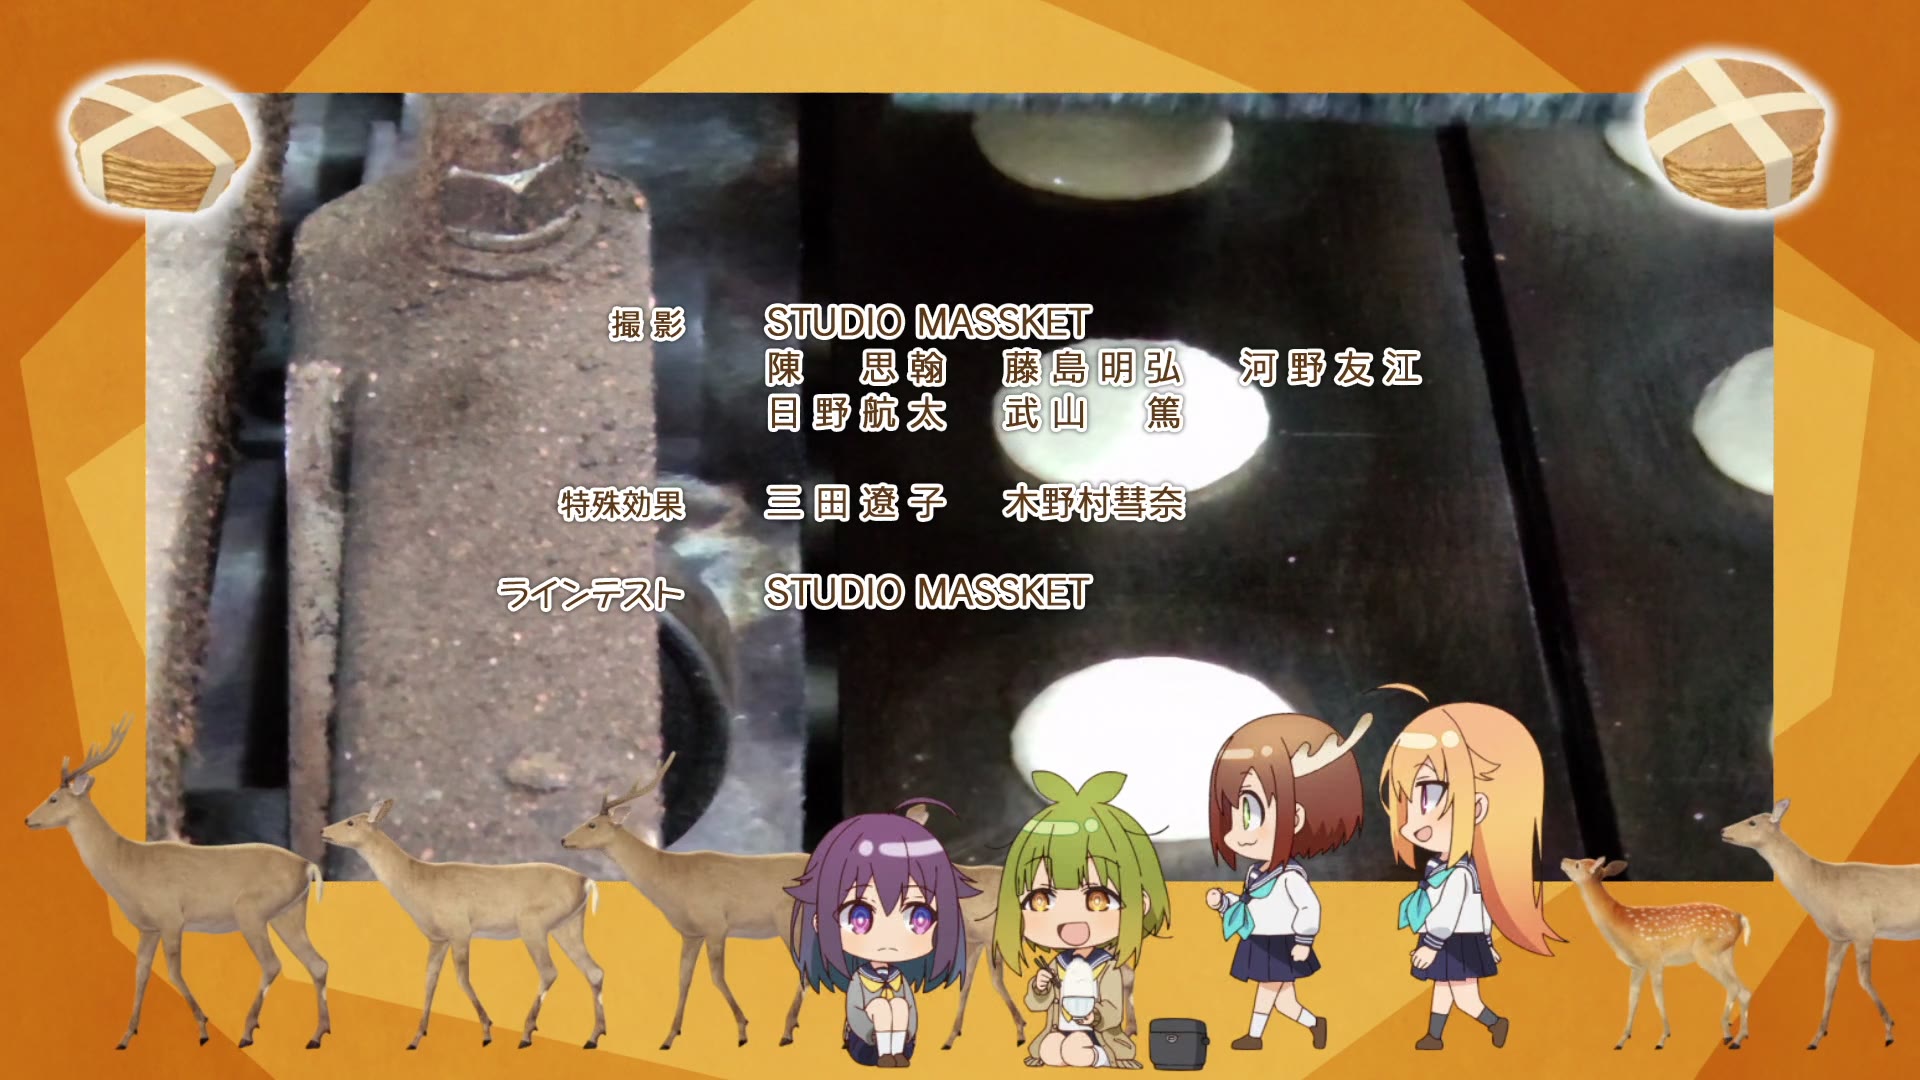 撮影 STUDIO MASSKET
陳 思翰 藤島明弘 河野友江
日野航太 武山 篤
特殊効果 三田遼子 木野村彗奈
ラインテスト STUDIO MASSKET